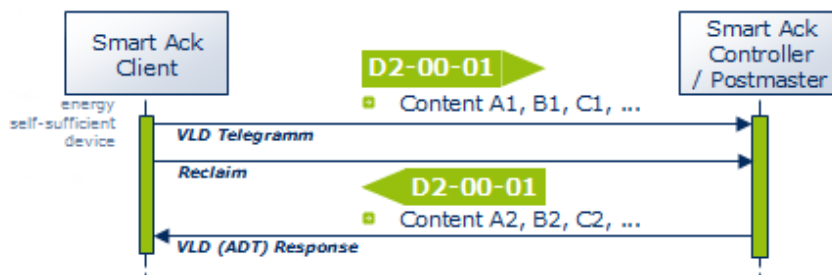 Smart Ack
Client
Smart Ack
Controller
/ Postmaster
D2-00-01
energy
self-sufficient
device
Content A1, B1, C1, ...
VLD Telegramm
Reclaim
D2-00-01
Content A2, B2, C2, ...
VLD (ADT) Response